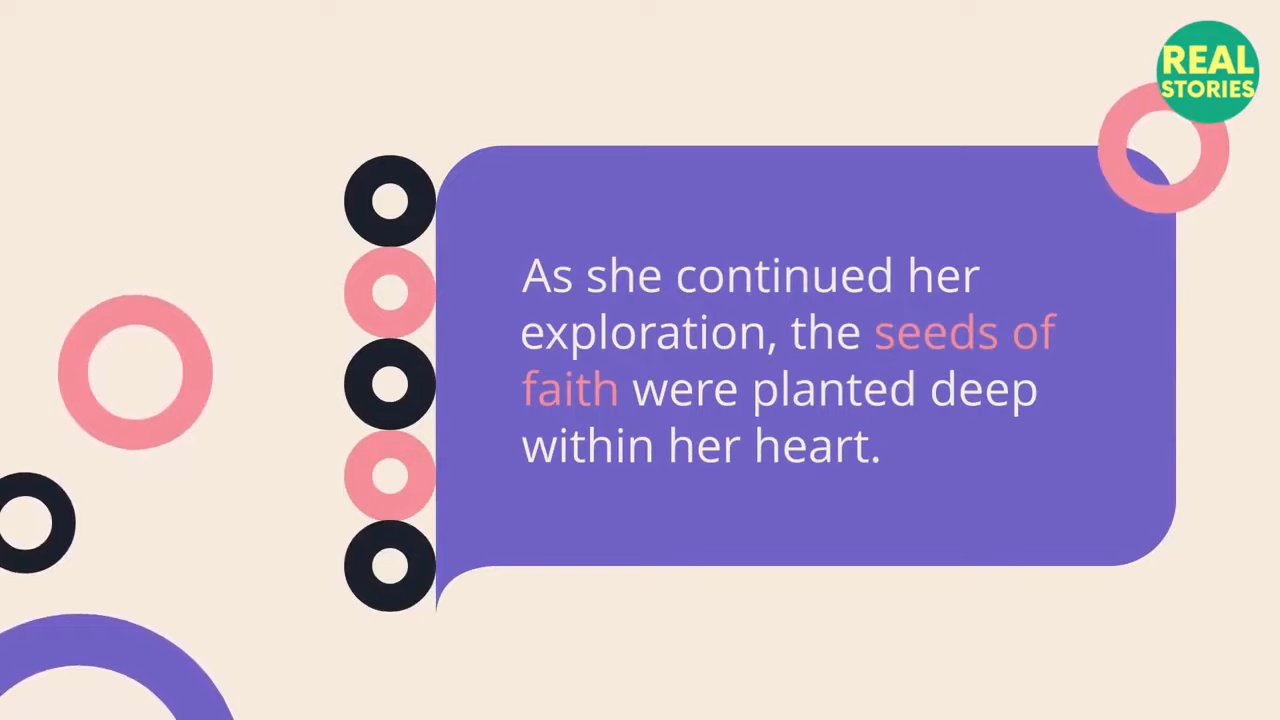 REAL
STORIES
As she continued her
exploration, the seeds of
faith were planted deep
within her heart.